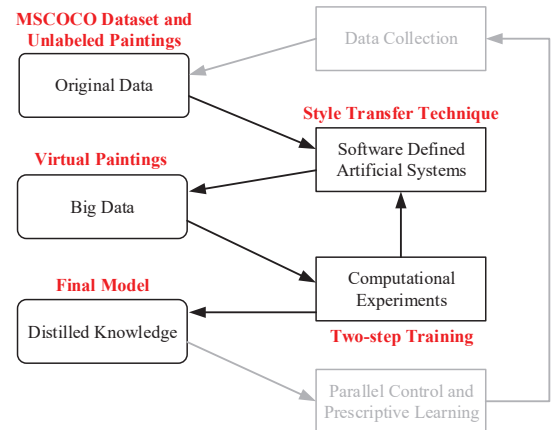 MSCOCO Dataset and
Unlabeled Paintings
Data Collection
Original Data
Style Transfer Technique
Software Defined
Artificial Systems
Virtual Paintings
Big Data
Computational
Experiments
Final Model
Distilled Knowledge
Two-step Training
Parallel Control and
Prescriptive Learning